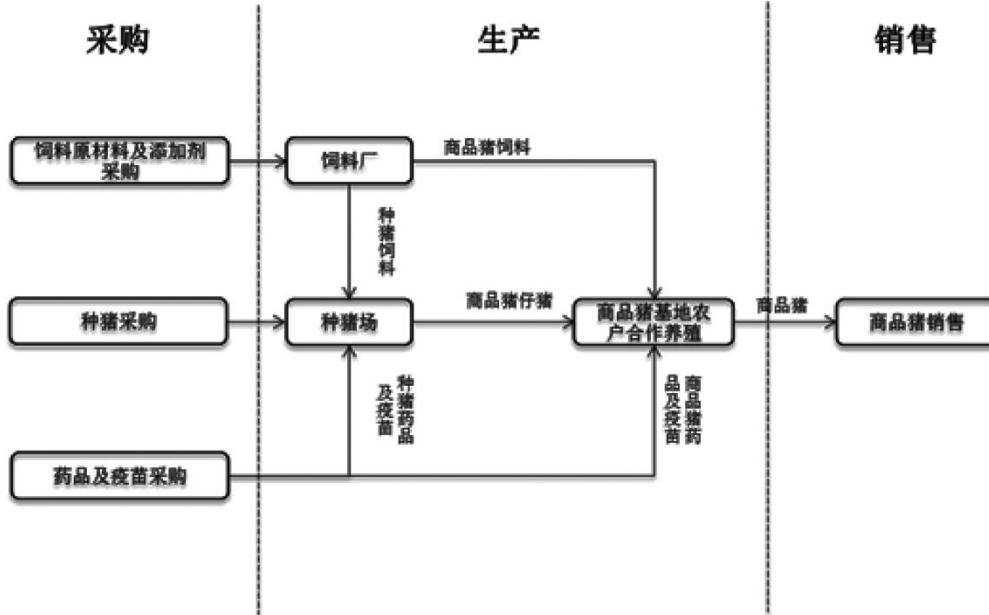 采购
生产
销售
饲料原材料及添加剂
采购
饲料厂
商品猪饲料
种猪饲料
种猪采购
种猪场
商品猪仔猪
商品猪基地农
户合作养殖
商品猪
商品猪销售
种猪药品
及疫苗
商品猪药
品及疫苗
药品及疫苗采购